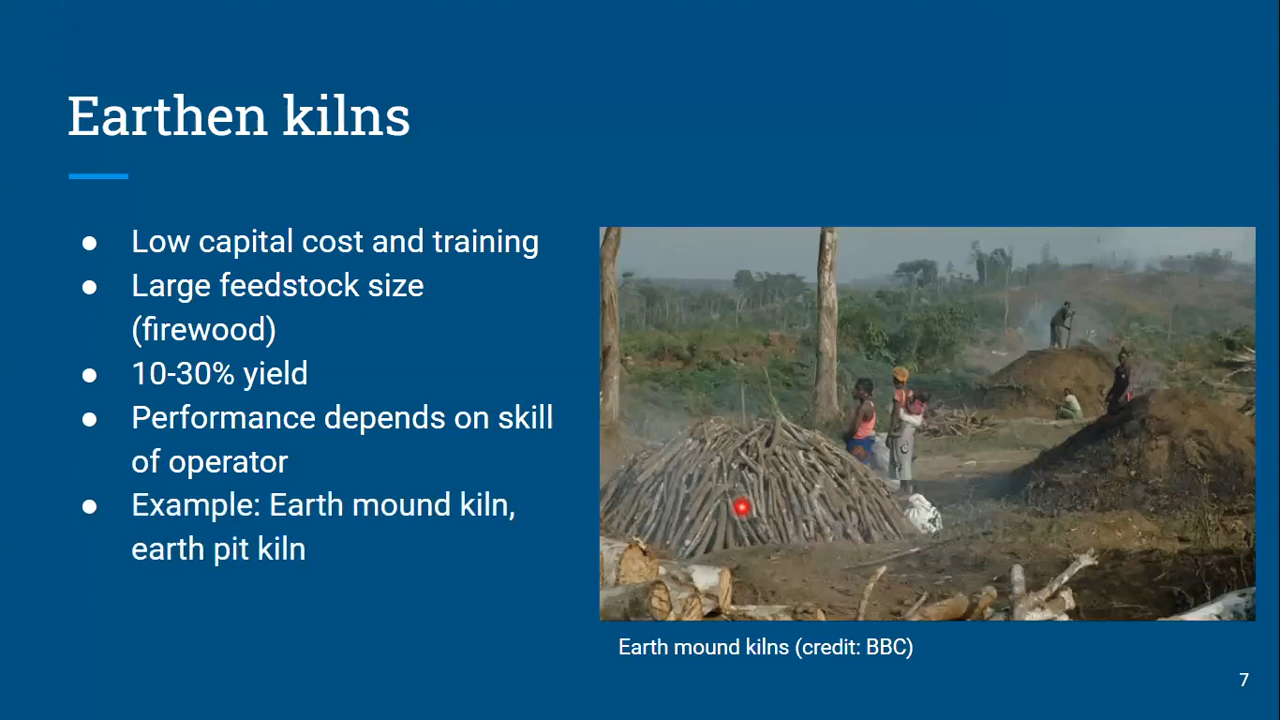 Earthen kilns
● Low capital cost and training
● Large feedstock size
(firewood)
● 10-30% yield
● Performance depends on skill
of operator
● Example: Earth mound kiln,
earth pit kiln
Earth mound kilns (credit: BBC)
7